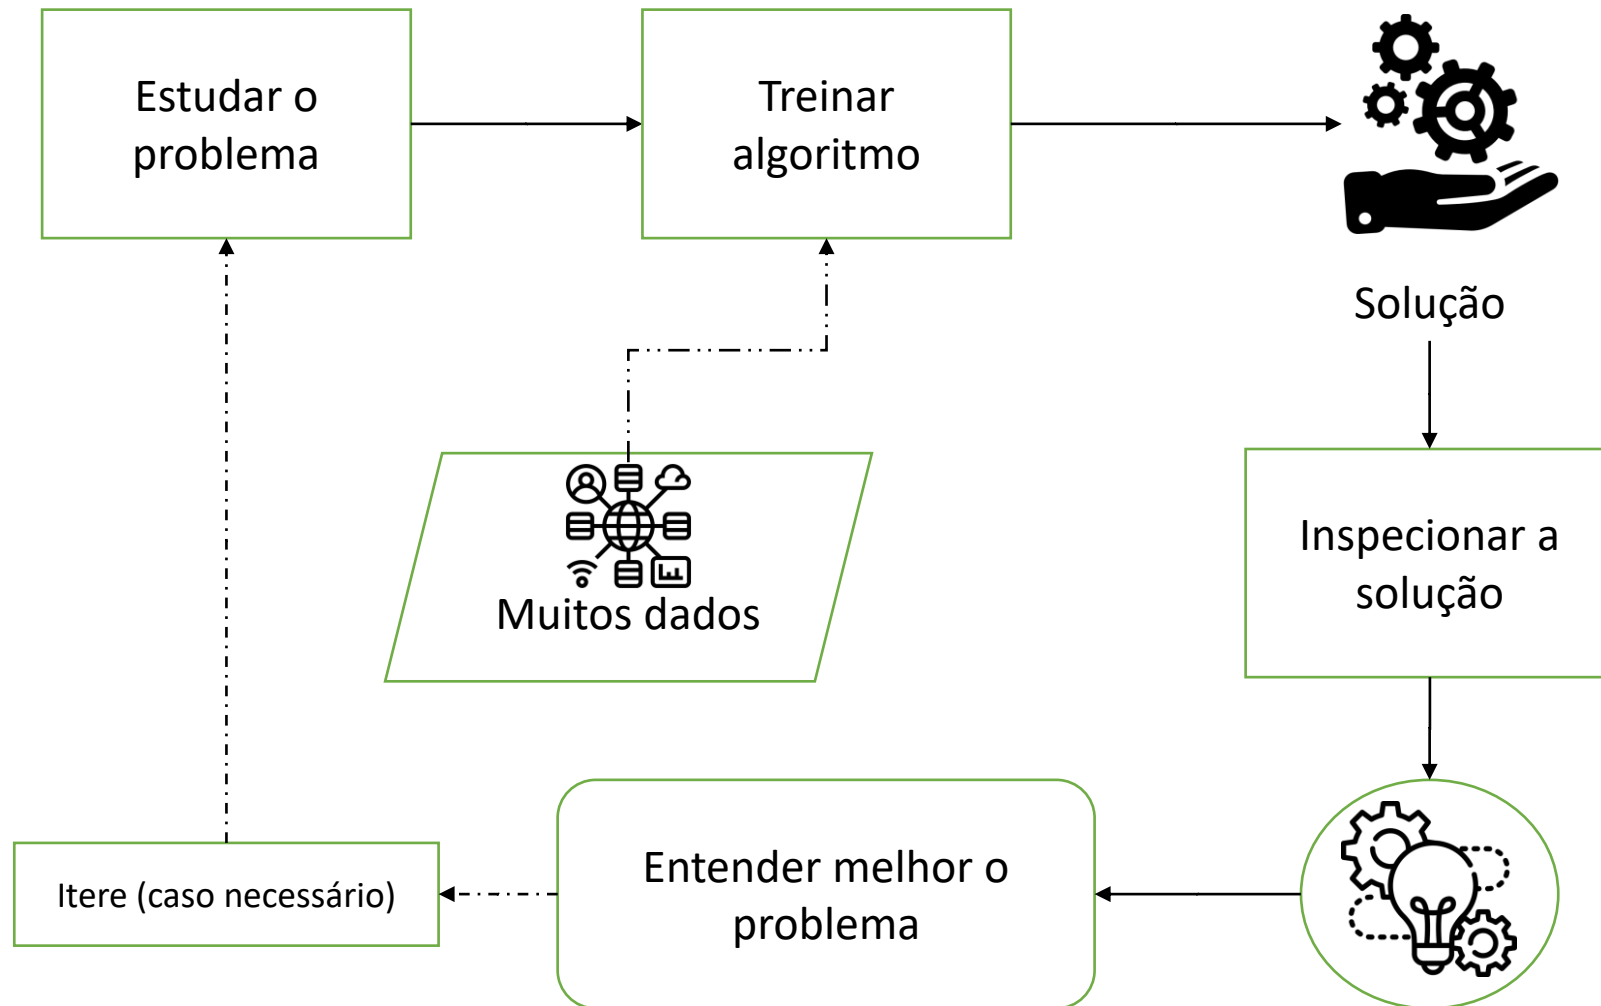 Estudar o
problema
Treinar
algoritmo
Solução
Muitos dados
Inspecionar a
solução
Itere (caso necessário)
Entender melhor o
problema